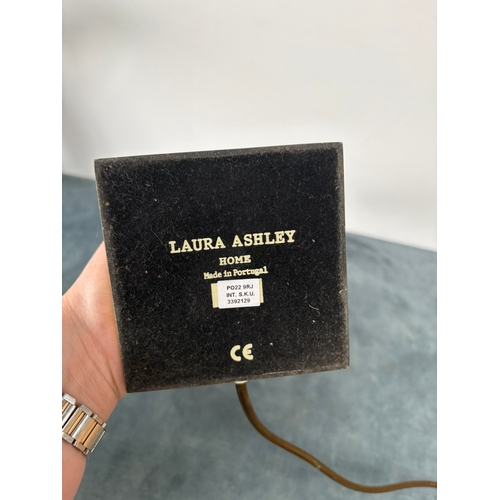 LAURA ASHLEY
HOME
Made in Portugal
PO22 9RJ
INT. S.K.U.
3392129
CE